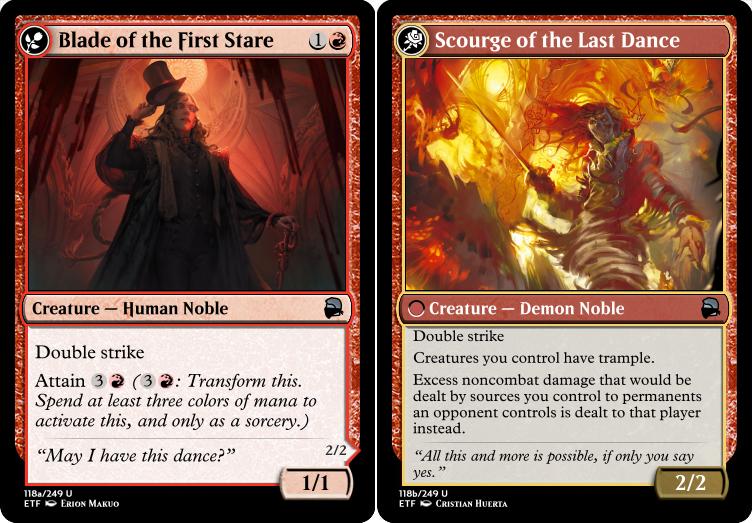 Blade of the First Stare 1
Creature — Human Noble
Double strike
Attain 3 (3 : Transform this.
Spend at least three colors of mana to
activate this, and only as a sorcery.)
“May I have this dance?”
2/2
1/1
118a/249 U
ETF Erion Makuo
Scourge of the Last Dance
Creature — Demon Noble
Double strike
Creatures you control have trample.
Excess noncombat damage that would be
dealt by sources you control to permanents
an opponent controls is dealt to that player
instead.
“All this and more is possible, if only you say
yes.”
2/2
118b/249 U
ETF Cristian Huerta